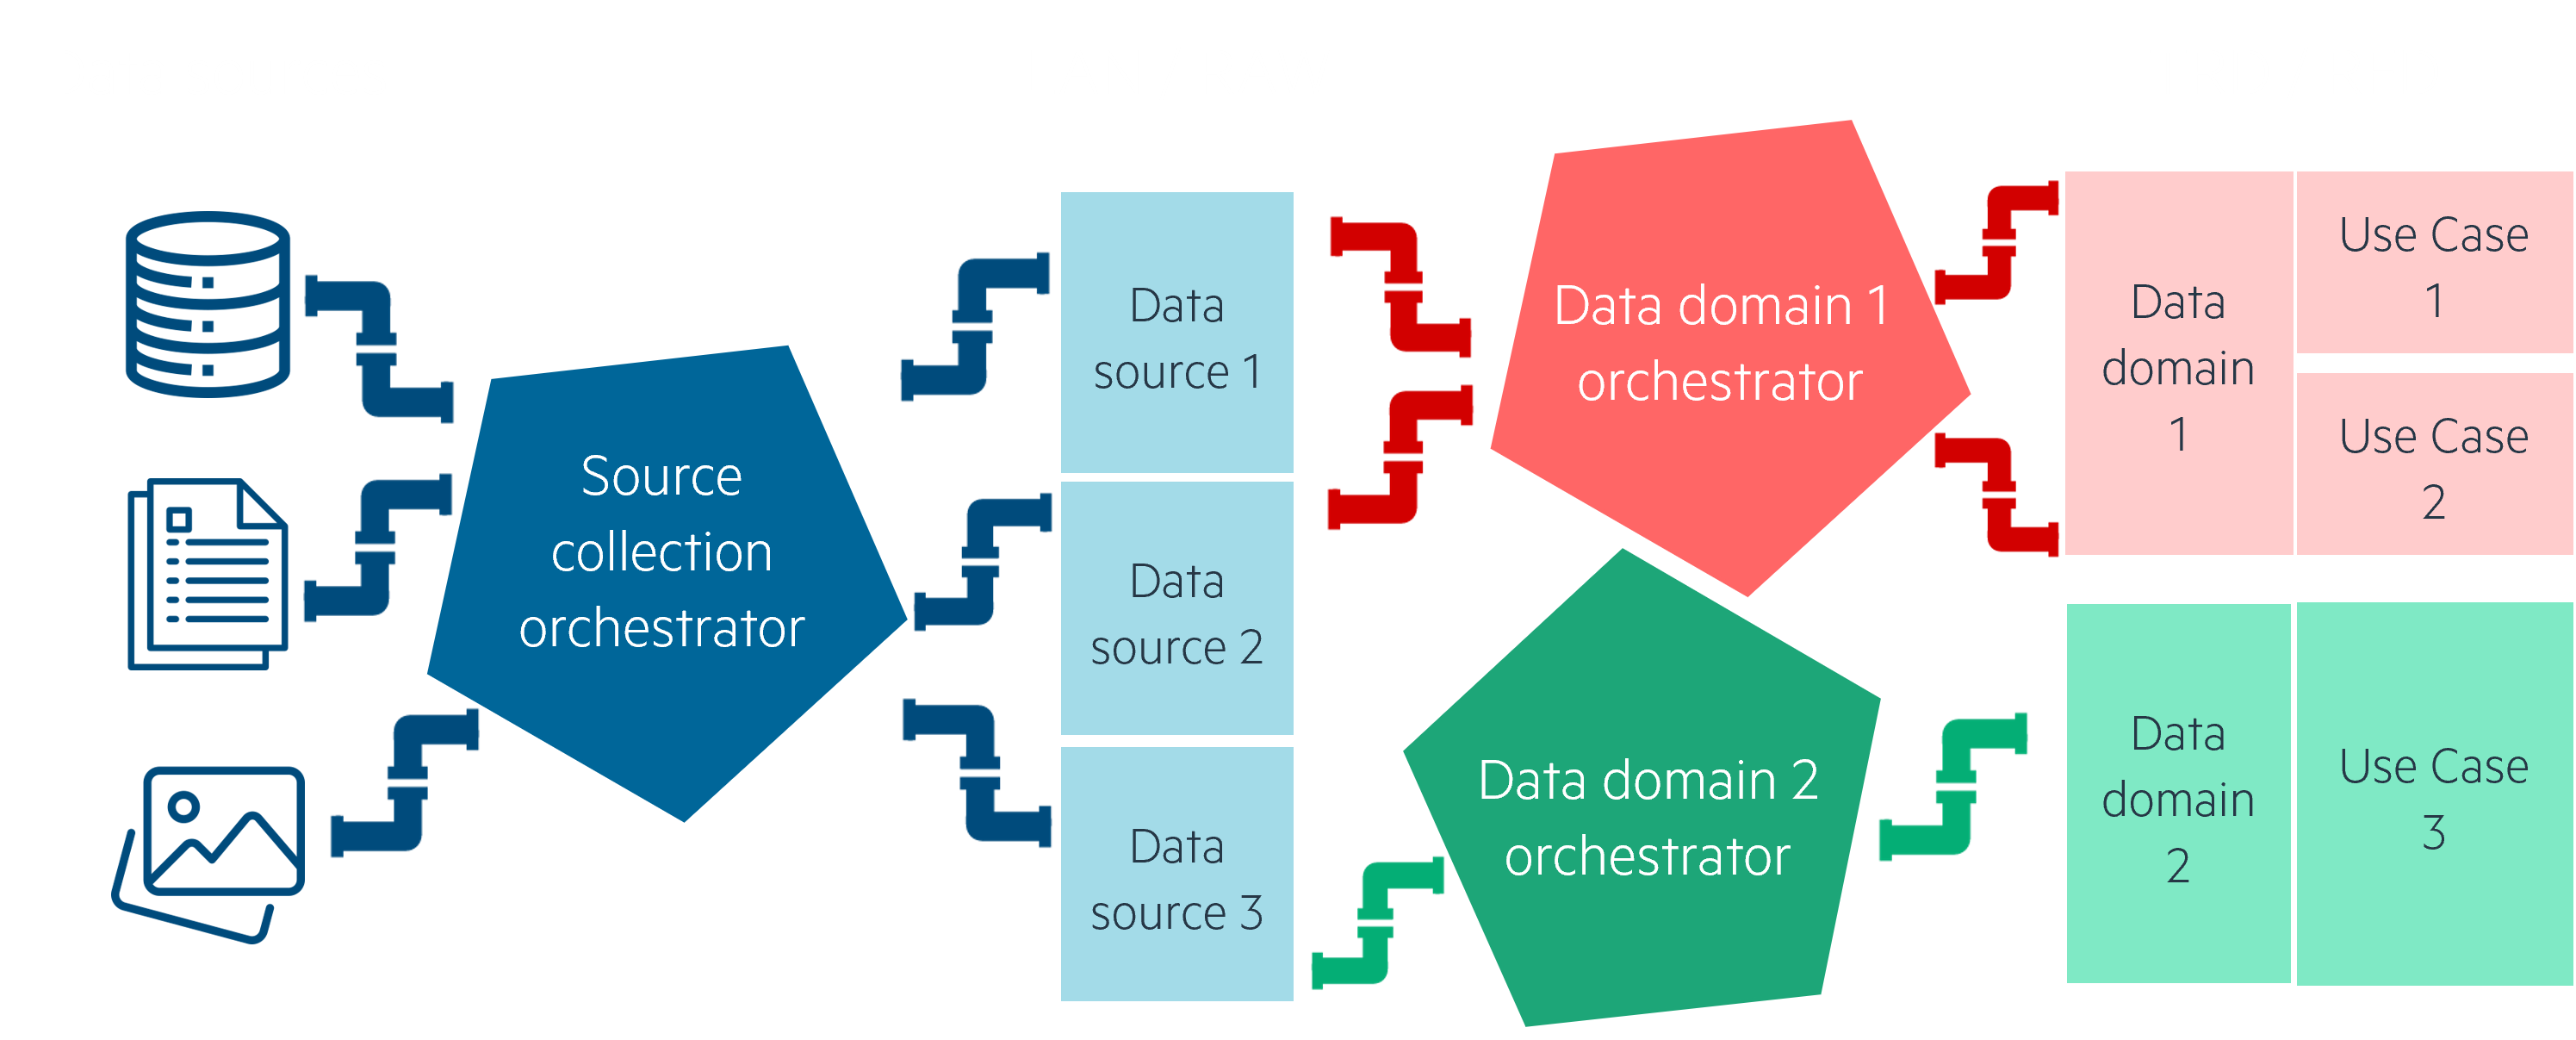 Source
collection
orchestrator
Data
source 1
Data
source 2
Data
source 3
Data domain 1
orchestrator
Data domain 2
orchestrator
Data
domain
1
Use Case
1
Use Case
2
Data
domain
2
Use Case
3